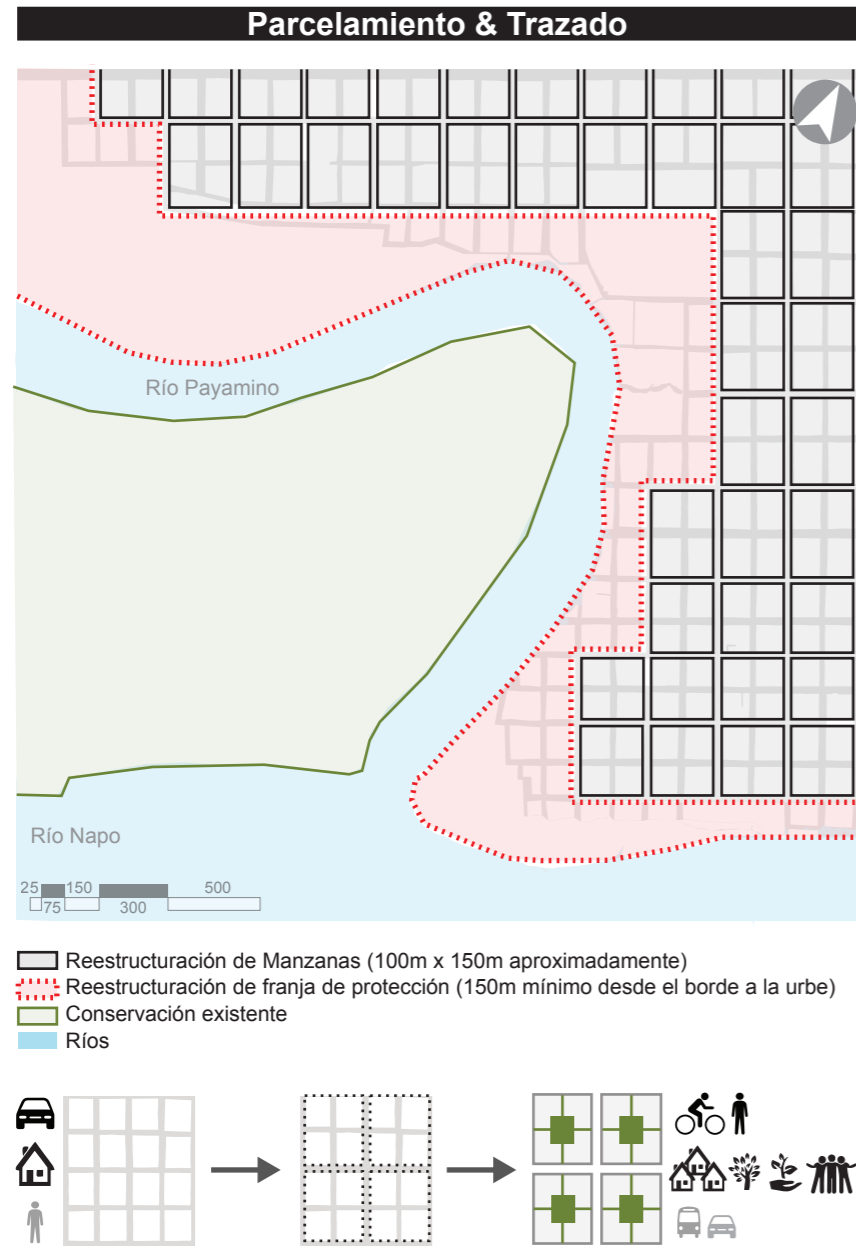 Parcelamiento & Trazado
Río Payamino
Río Napo
25 150 500
75 300
Reestructuración de Manzanas (100m x 150m aproximadamente)
Reestructuración de franja de protección (150m mínimo desde el borde a la urbe)
Conservación existente
Ríos